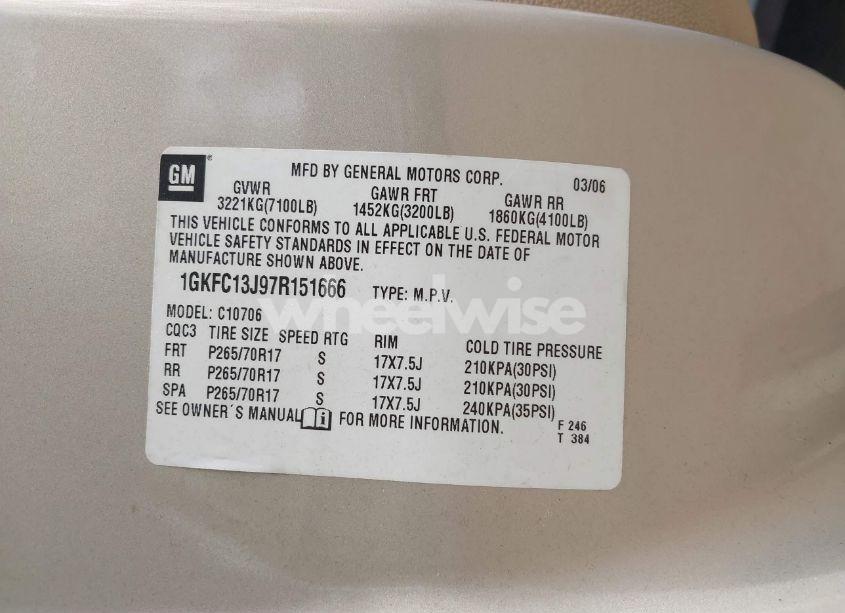 GM
MFD BY GENERAL MOTORS CORP. 03/06
GVWR GAWR FRT GAWR RR
3221KG(7100LB) 1452KG(3200LB) 1860KG(4100LB)
THIS VEHICLE CONFORMS TO ALL APPLICABLE U.S. FEDERAL MOTOR
VEHICLE SAFETY STANDARDS IN EFFECT ON THE DATE OF
MANUFACTURE SHOWN ABOVE.
1GKFC13J97R151666 TYPE: M.P.V.
wheelwise
MODEL: C10706
CQC3 TIRE SIZE SPEED RTG RIM COLD TIRE PRESSURE
FRT P265/70R17 S 17X7.5J 210KPA(30PSI)
RR P265/70R17 S 17X7.5J 210KPA(30PSI)
SPA P265/70R17 S 17X7.5J 240KPA(35PSI)
SEE OWNER´S MANUAL i FOR MORE INFORMATION.
F 246
T 384